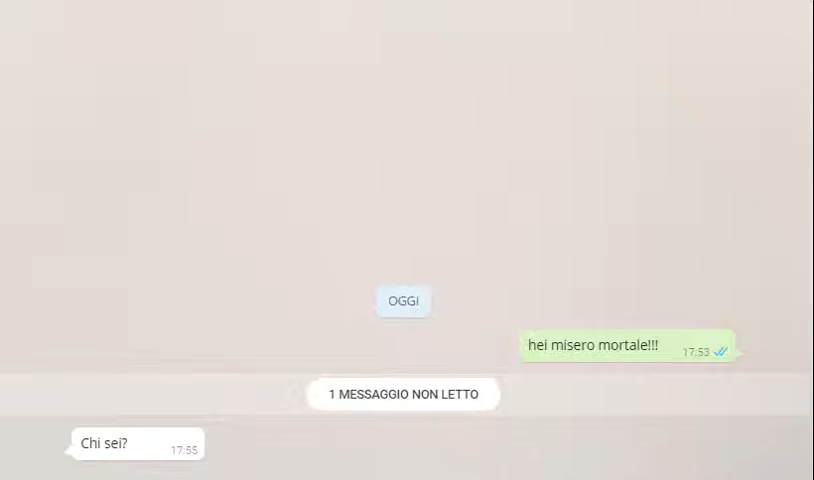 OGGI
hei misero mortale!!!
17:53
1 MESSAGGIO NON LETTO
Chi sei?
17:55